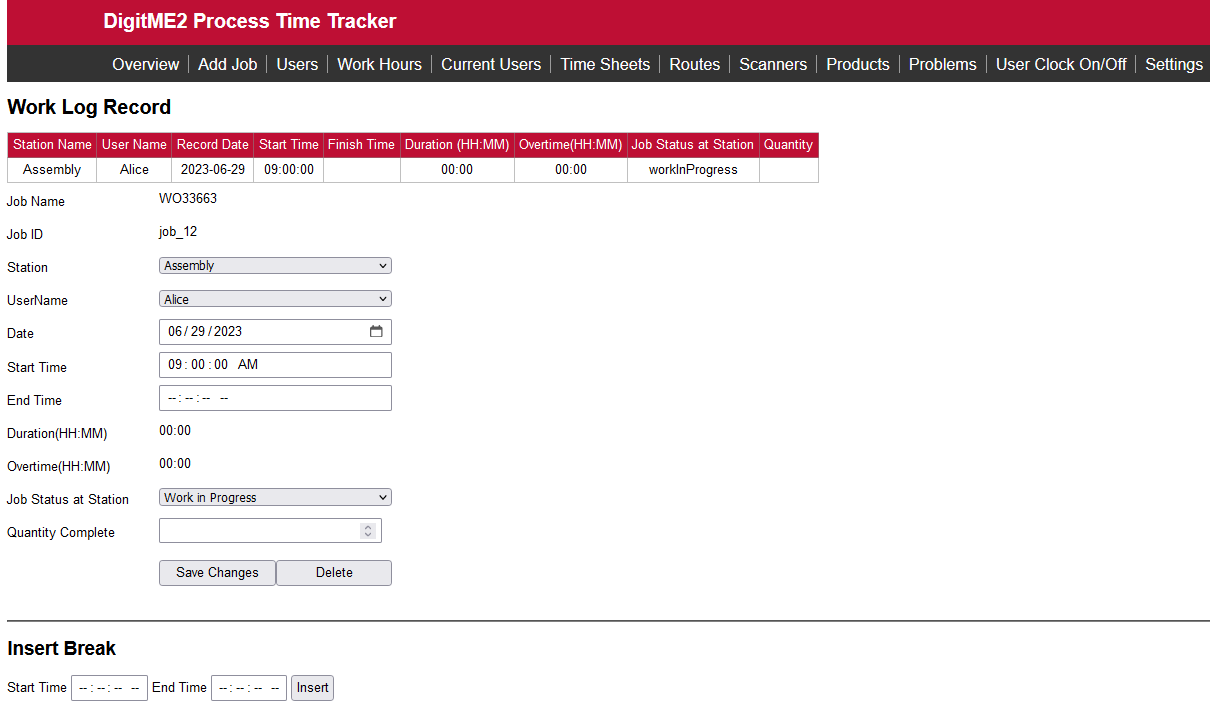 DigitME2 Process Time Tracker
Overview Add Job Users Work Hours Current Users Time Sheets Routes Scanners Products Problems User Clock On/Off Settings
Work Log Record
Station Name User Name Record Date Start Time Finish Time Duration (HH:MM) Overtime(HH:MM) Job Status at Station Quantity
Assembly Alice 2023-06-29 09:00:00 00:00 00:00 workInProgress
Job Name WO33663
Job ID job_12
Station Assembly
UserName Alice
Date 06/29/2023
Start Time 09:00:00 AM
End Time --:--:-- --
Duration(HH:MM) 00:00
Overtime(HH:MM) 00:00
Job Status at Station Work in Progress
Quantity Complete
Save Changes Delete
Insert Break
Start Time --:--:-- -- End Time --:--:-- -- Insert